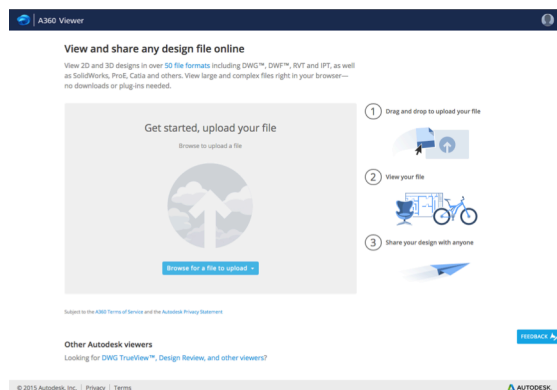 A360 Viewer
View and share any design file online
View 2D and 3D designs in over 50 file formats including DWG™, DWF™, RVT and IPT, as well
as SolidWorks, ProE, Catia and others. View large and complex files right in your browser—
no downloads or plug-ins needed.
Get started, upload your file
Browse to upload a file
Browse for a file to upload
1 Drag and drop to upload your file
2 View your file
3 Share your design with anyone
Subject to the A360 Terms of Service and the Autodesk Privacy Statement
FEEDBACK
Other Autodesk viewers
Looking for DWG TrueView™, Design Review, and other viewers?
© 2015 Autodesk, Inc. | Privacy | Terms
AUTODESK.